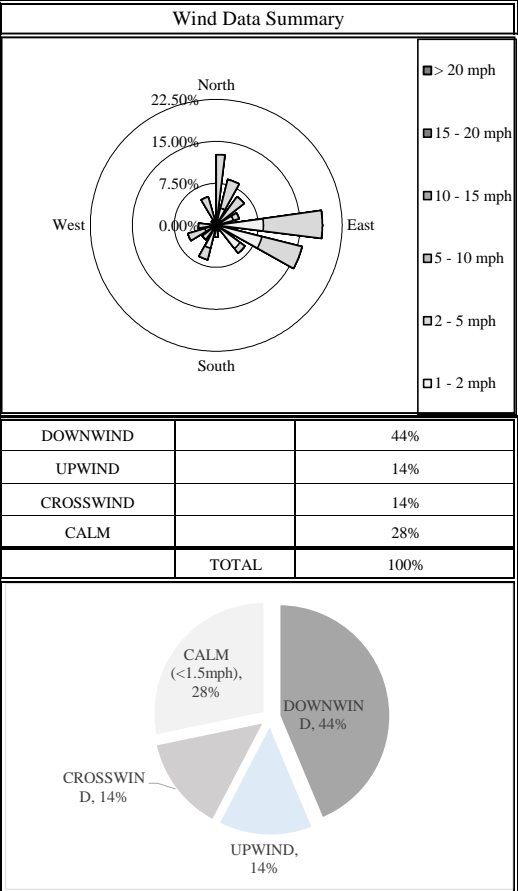 Wind Data Summary
North
22.50%
15.00%
7.50%
0.00%
West
East
South
> 20 mph
15 - 20 mph
10 - 15 mph
5 - 10 mph
2 - 5 mph
1 - 2 mph
DOWNWIND 44%
UPWIND 14%
CROSSWIND 14%
CALM 28%
TOTAL 100%
CALM
(<1.5mph),
28%
DOWNWIN
D, 44%
CROSSWIN
D, 14%
UPWIND,
14%